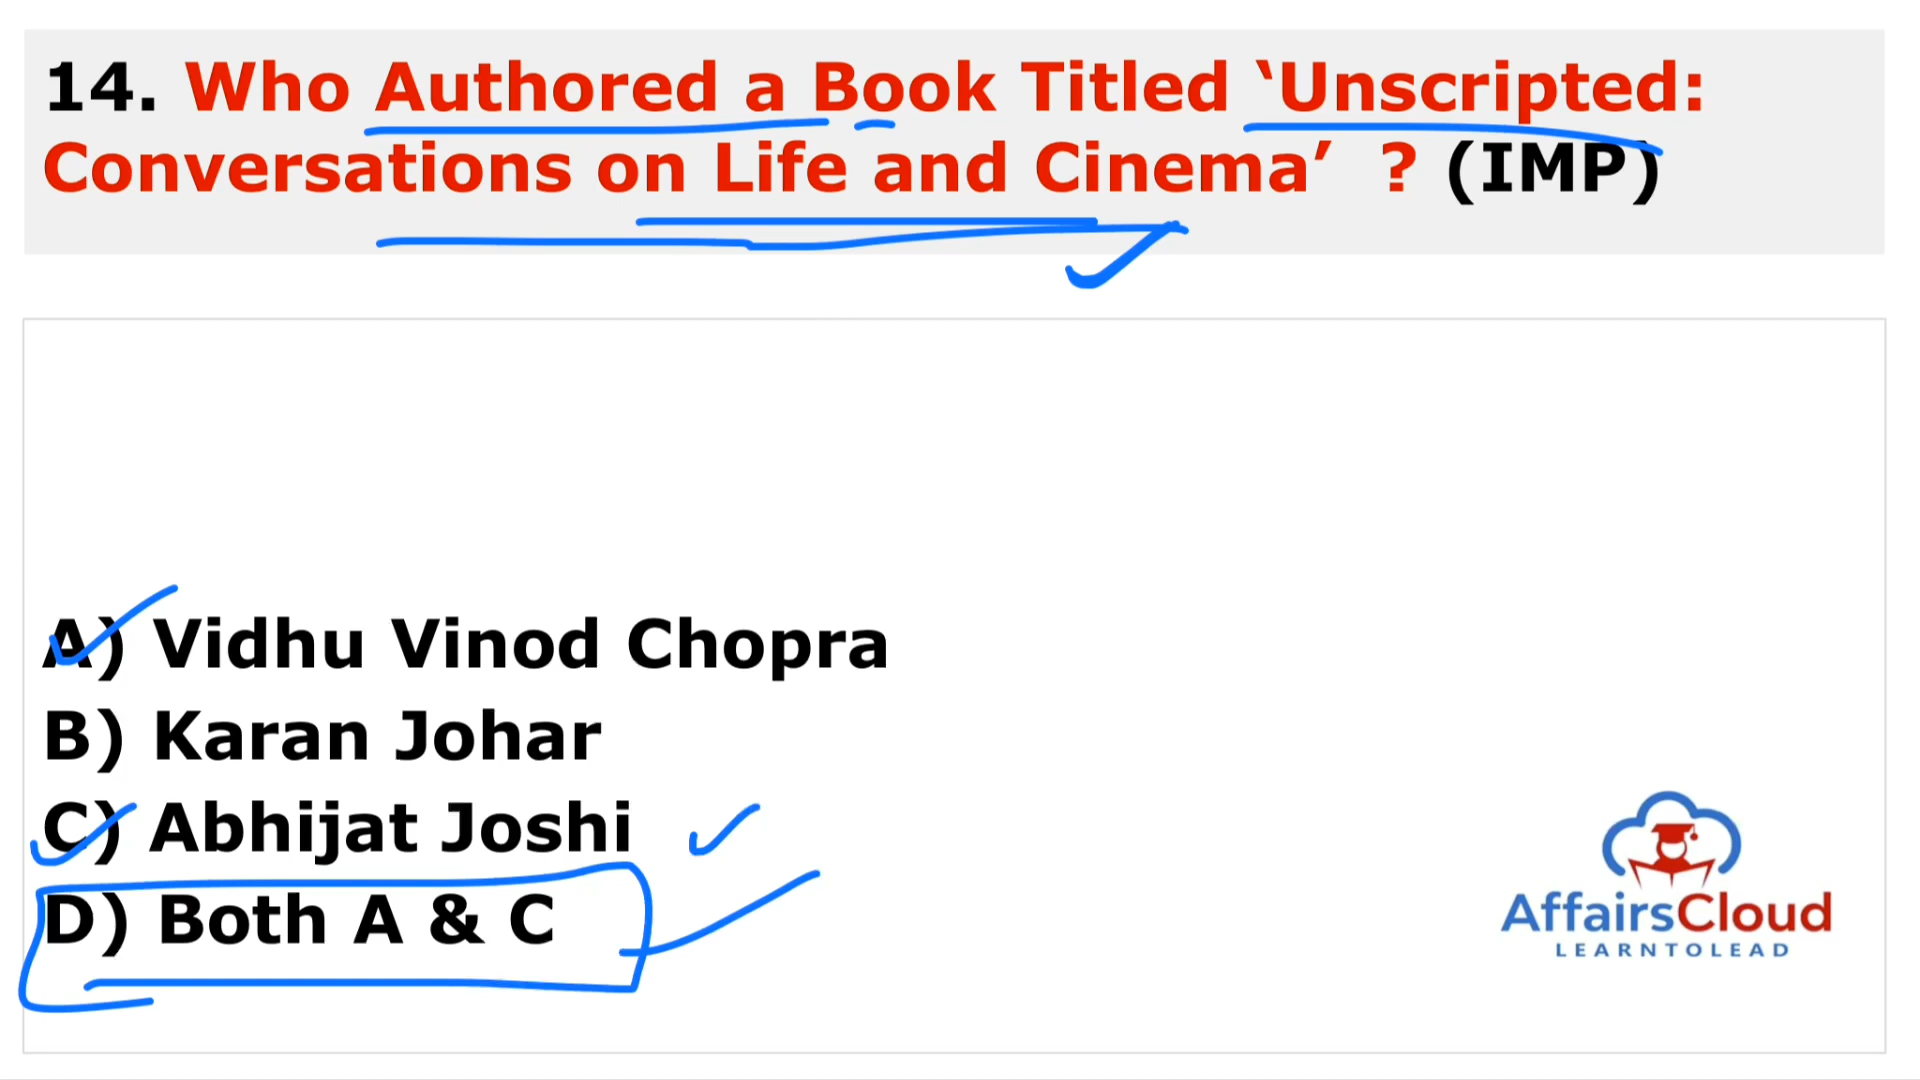 14. Who Authored a Book Titled ‘Unscripted:
Conversations on Life and Cinema’ ? (IMP)
A) Vidhu Vinod Chopra
B) Karan Johar
C) Abhijat Joshi
D) Both A & C
AffairsCloud
LEARNTOLEAD